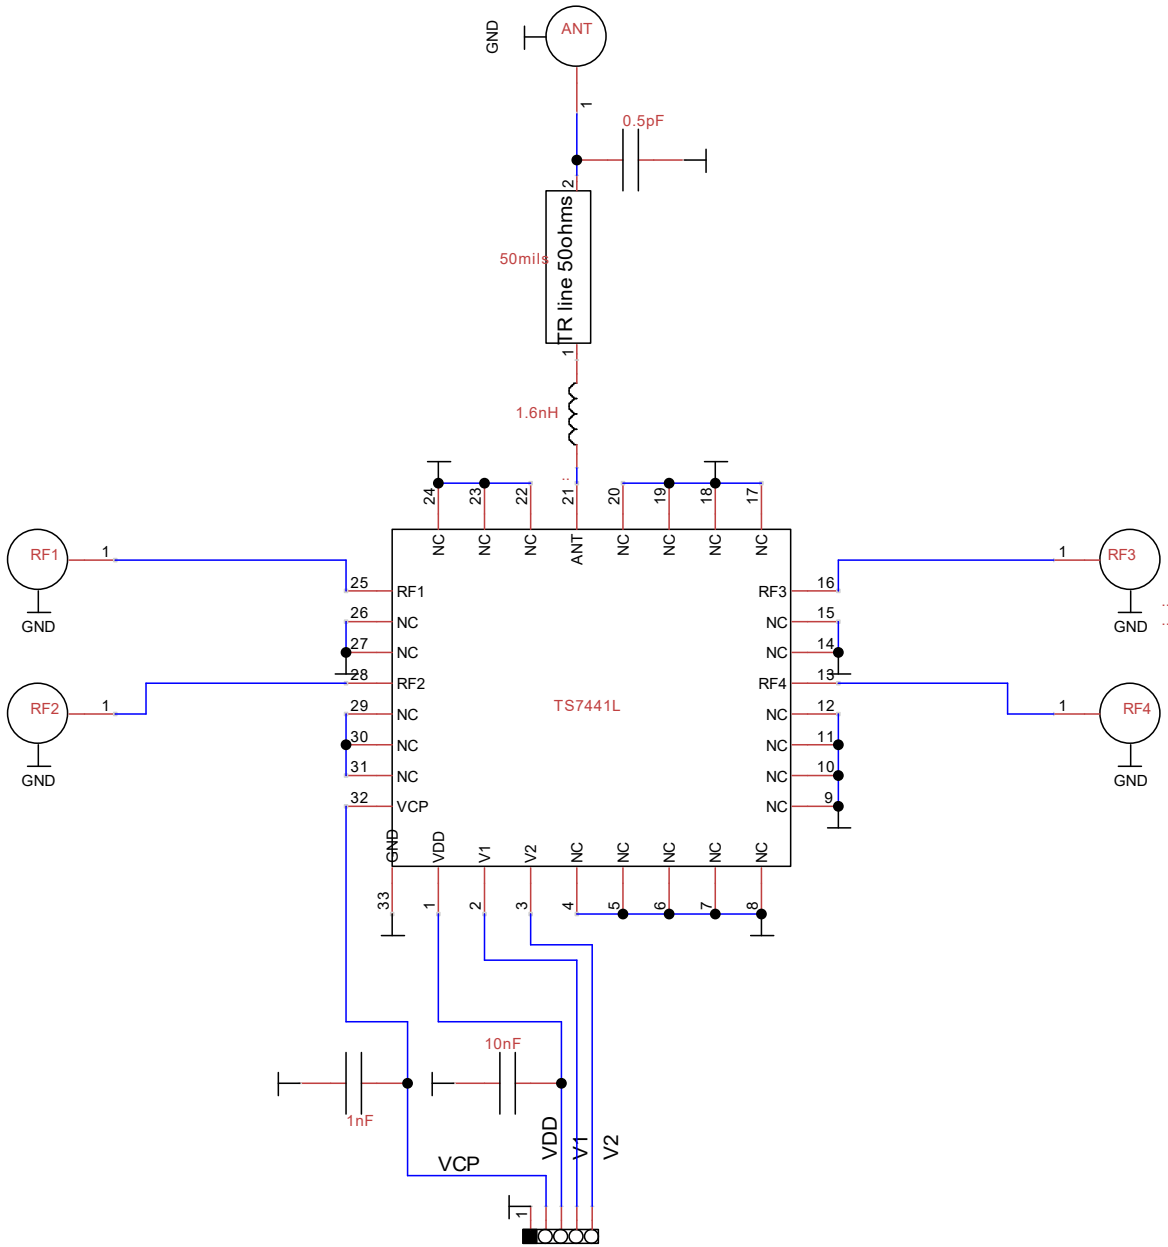 GND
ANT
1
0.5pF
2
TR line 50ohms
50mils
1
1.6nH
24
23
22
21
20
19
18
17
NC
NC
NC
ANT
NC
NC
NC
NC
RF1
1
GND
25
RF1
26
NC
27
NC
28
RF2
RF2
1
GND
29
NC
30
NC
31
NC
32
VCP
TS7441L
RF3
16
1
RF3
GND
NC
15
NC
14
RF4
13
1
RF4
GND
NC
12
NC
11
NC
10
NC
9
GND
VDD
V1
V2
NC
NC
NC
NC
NC
33
1
2
3
4
5
6
7
8
10nF
1nF
VCP
VDD
V1
V2
1